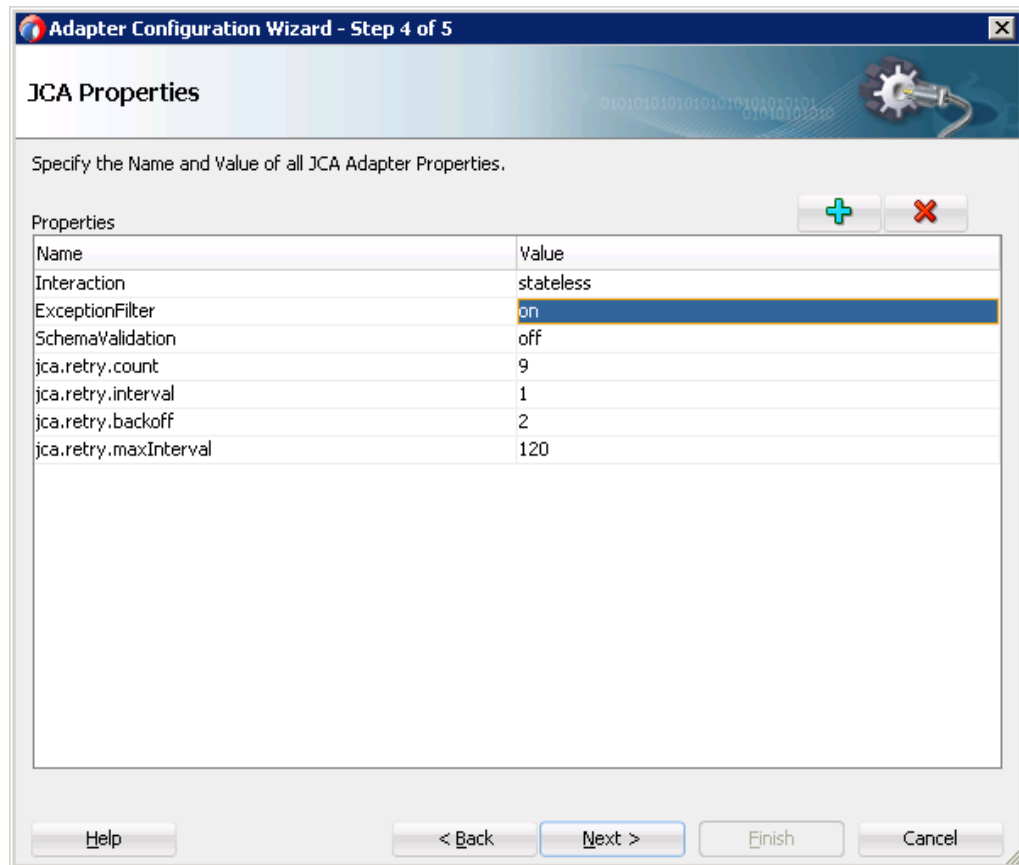 Adapter Configuration Wizard - Step 4 of 5
JCA Properties
Specify the Name and Value of all JCA Adapter Properties.
Properties
Name Value
Interaction stateless
ExceptionFilter on
SchemaValidation off
jca.retry.count 9
jca.retry.interval 1
jca.retry.backoff 2
jca.retry.maxInterval 120
Help < Back Next > Finish Cancel